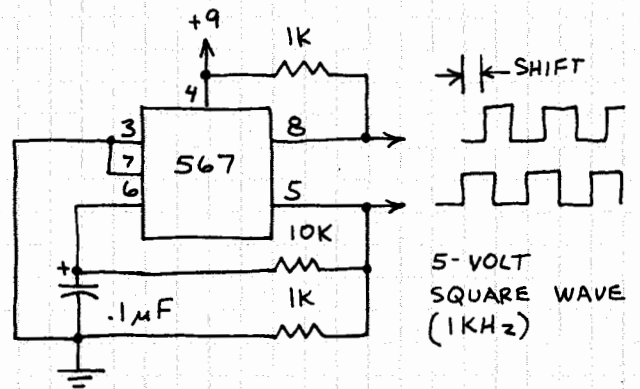 +9
1K
4
SHIFT
3
8
7
567
6
5
10K
+
1K
.1µF
5-VOLT
SQUARE WAVE
(1KHz)